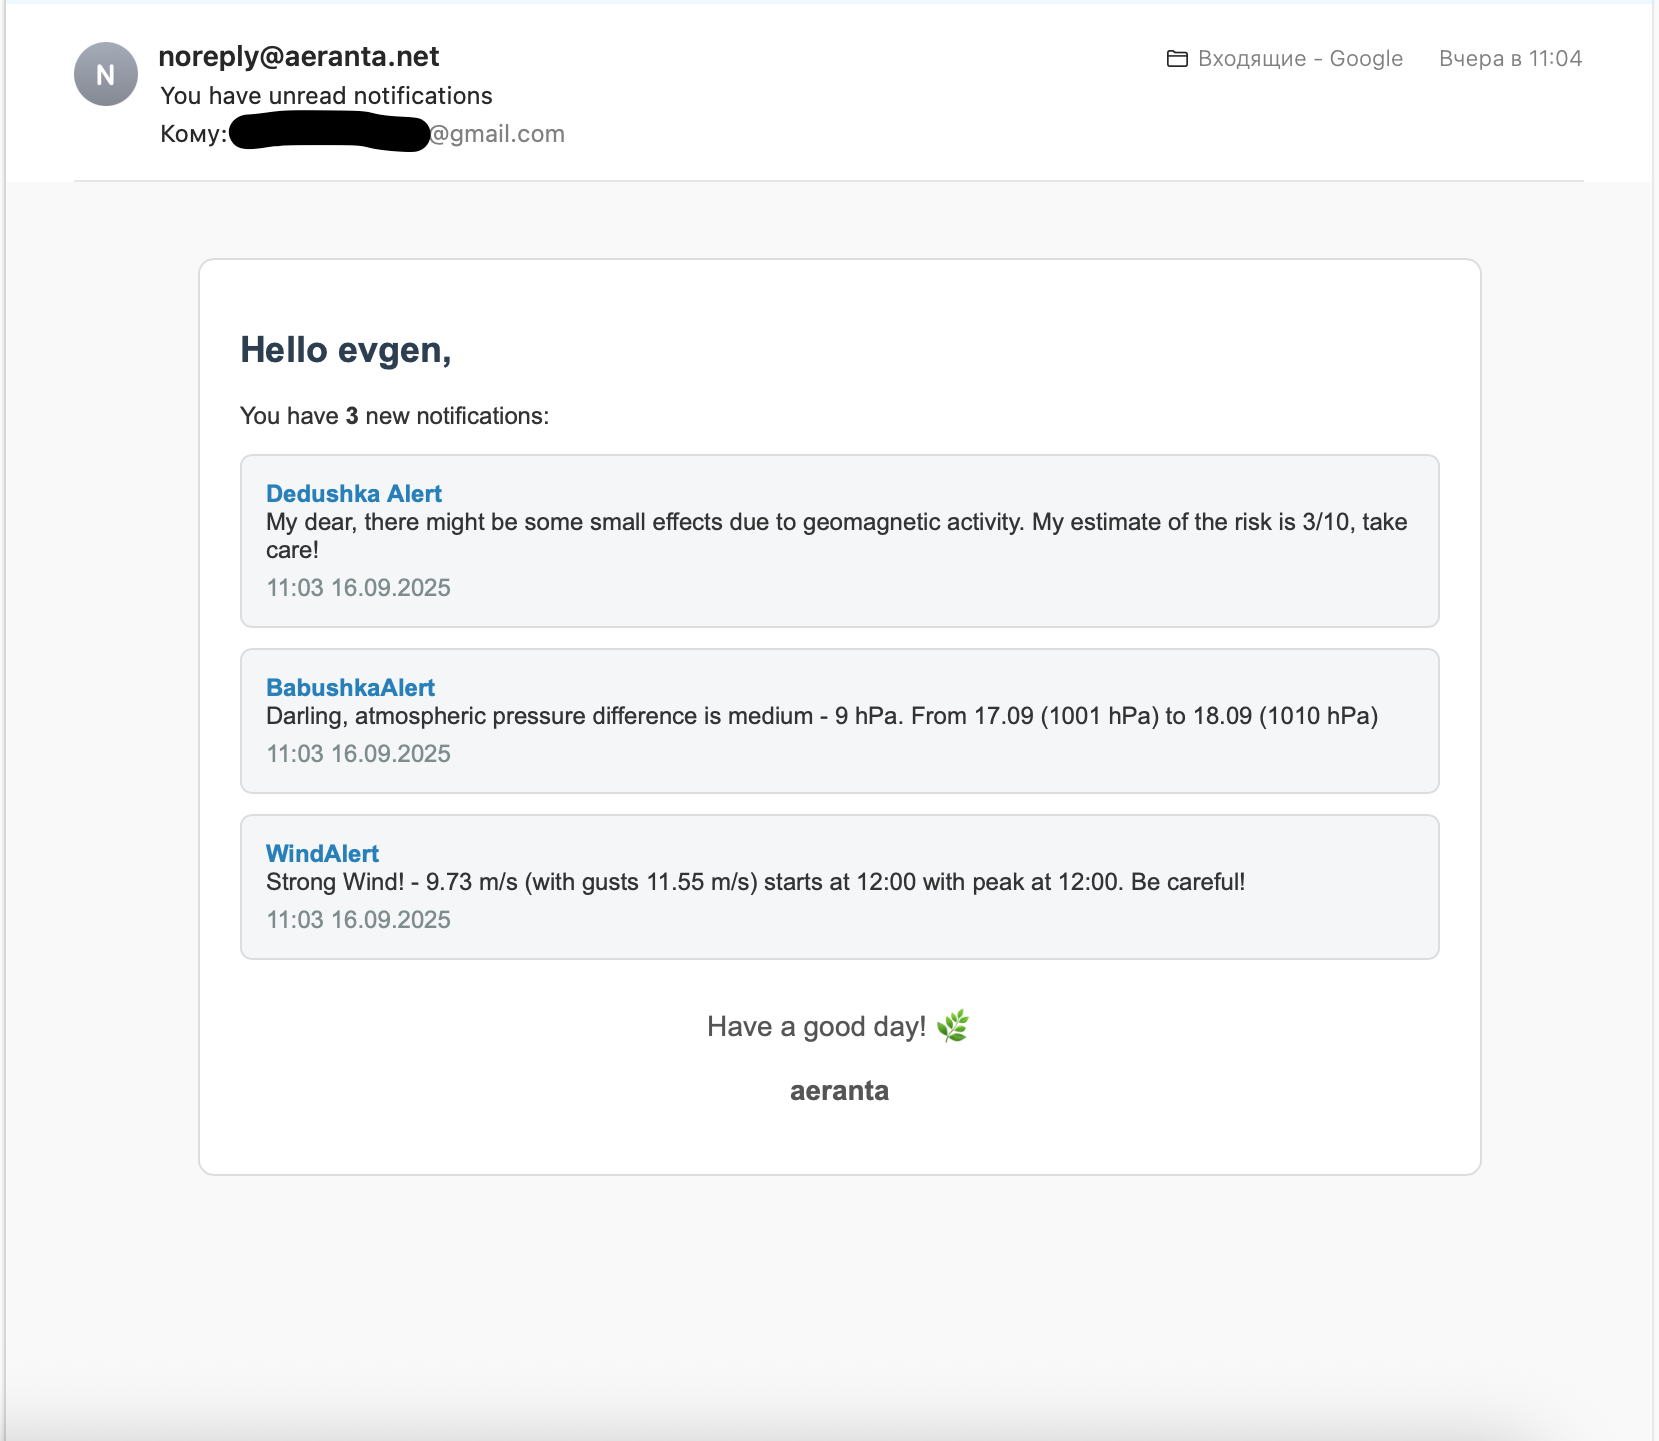 N
noreply@aeranta.net
Входящие - Google
Вчера в 11:04
You have unread notifications
Кому: @gmail.com
Hello evgen,
You have 3 new notifications:
Dedushka Alert
My dear, there might be some small effects due to geomagnetic activity. My estimate of the risk is 3/10, take
care!
11:03 16.09.2025
BabushkaAlert
Darling, atmospheric pressure difference is medium - 9 hPa. From 17.09 (1001 hPa) to 18.09 (1010 hPa)
11:03 16.09.2025
WindAlert
Strong Wind! - 9.73 m/s (with gusts 11.55 m/s) starts at 12:00 with peak at 12:00. Be careful!
11:03 16.09.2025
Have a good day! 🌿
aeranta